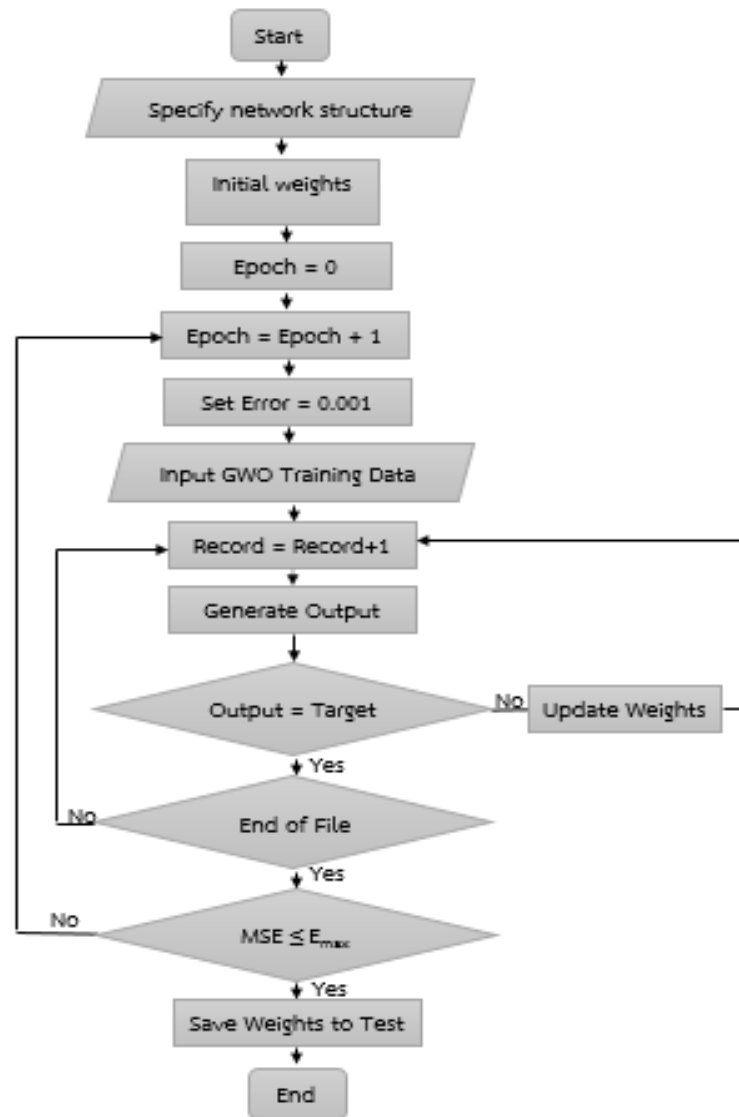 Start
Specify network structure
Initial weights
Epoch = 0
Epoch = Epoch + 1
Set Error = 0.001
Input GWO Training Data
Record = Record+1
Generate Output
Output = Target
No
Update Weights
Yes
No
End of File
Yes
No
MSE ≤ Emax
Yes
Save Weights to Test
End